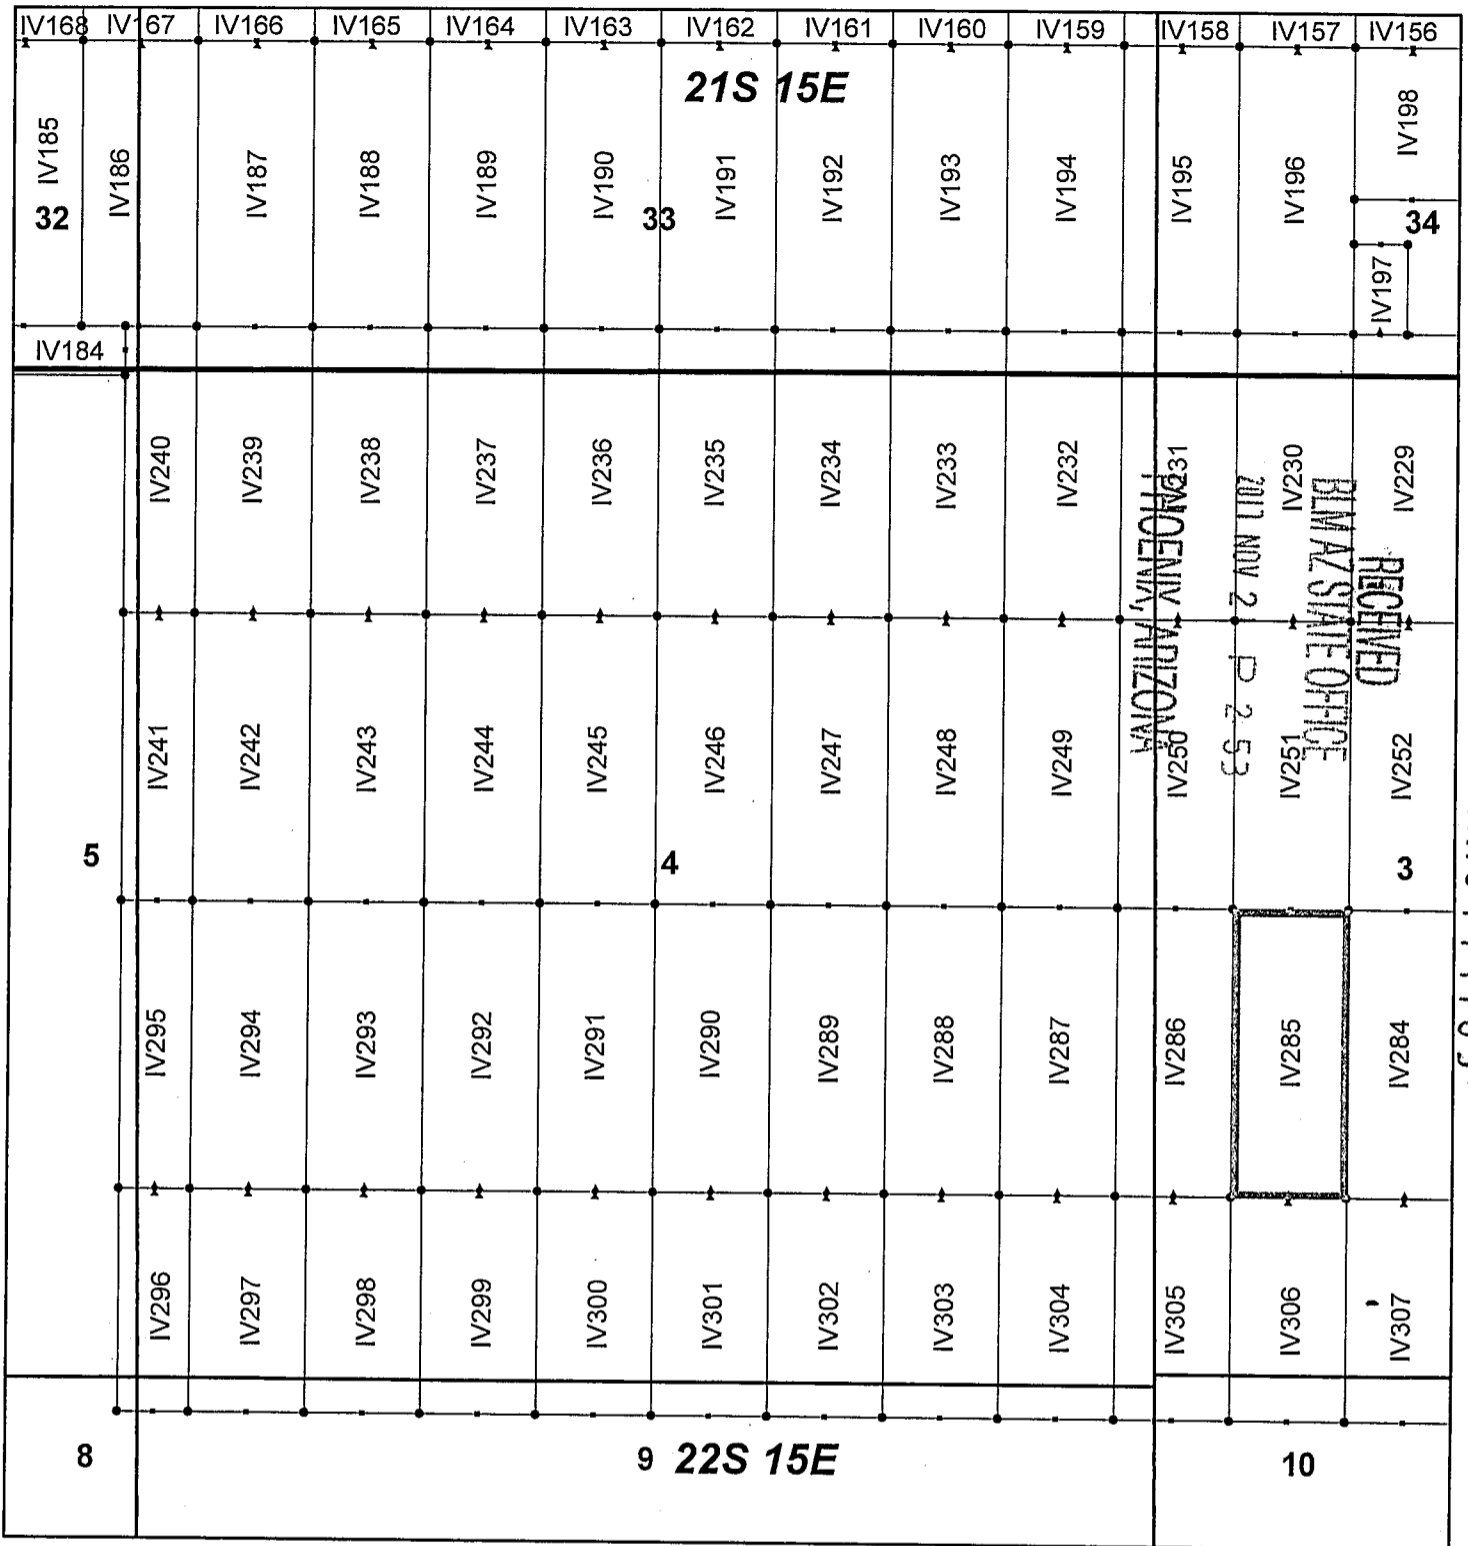 IV168 IV167 IV166 IV165 IV164 IV163 IV162 IV161 IV160 IV159 IV158 IV157 IV156
21S 15E
IV185 IV186 IV187 IV188 IV189 IV190 IV191 IV192 IV193 IV194 IV195 IV196 IV198
32 33 34
IV197
IV184
IV240 IV239 IV238 IV237 IV236 IV235 IV234 IV233 IV232 IV231 IV230 IV229
RECEIVED
BLM AZ STATE OFFICE
P 2:53
PHOENIX, ARIZONA
IV241 IV242 IV243 IV244 IV245 IV246 IV247 IV248 IV249 IV250 IV251 IV252
5 4 3
IV295 IV294 IV293 IV292 IV291 IV290 IV289 IV288 IV287 IV286 IV285 IV284
IV296 IV297 IV298 IV299 IV300 IV301 IV302 IV303 IV304 IV305 IV306 IV307
8 9 22S 15E 10